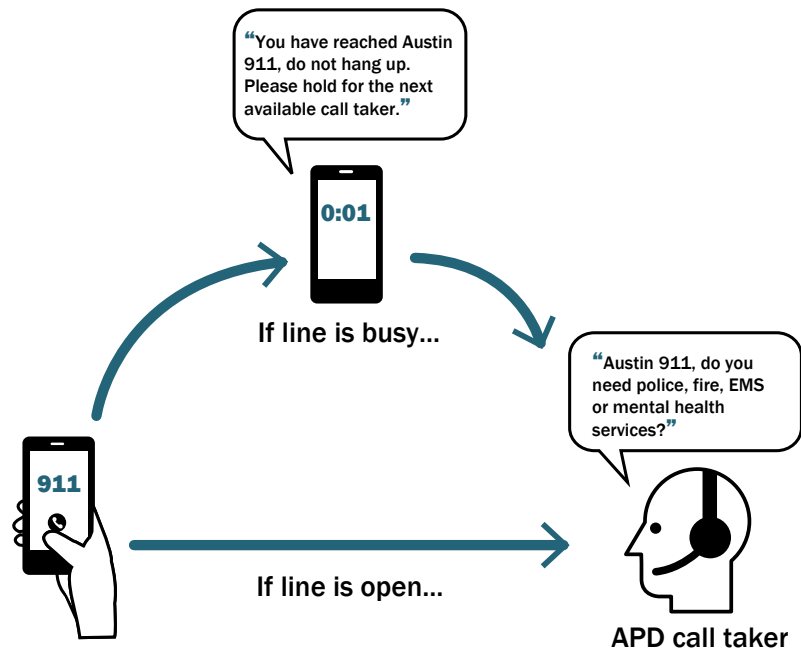 “You have reached Austin
911, do not hang up.
Please hold for the next
available call taker.”
0:01
If line is busy...
“Austin 911, do you
need police, fire, EMS
or mental health
services?”
911
If line is open...
APD call taker